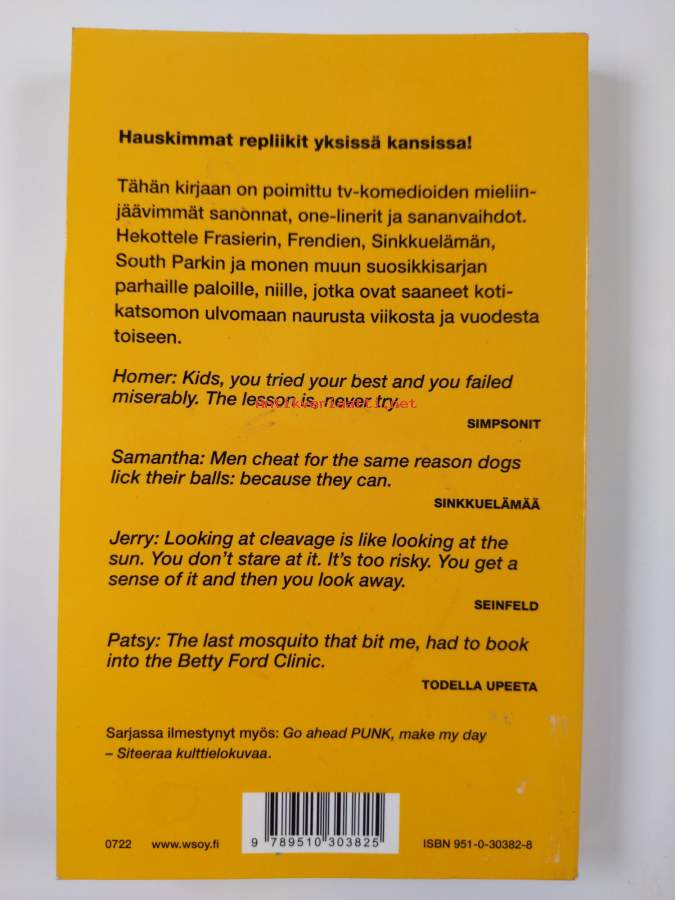 Hauskimmat repliikit yksissä kansissa!
Tähän kirjaan on poimittu tv-komedioiden mieliin-
jäävimmät sanonnat, one-linerit ja sananvaihdot.
Hekottele Frasierin, Frendien, Sinkkuelämän,
South Parkin ja monen muun suosikkisarjan
parhaille paloille, niille, jotka ovat saaneet koti-
katsomon ulvomaan naurusta viikosta ja vuodesta
toiseen.
Homer: Kids, you tried your best and you failed
miserably. The lesson is, never try.
Antikvariaatti.net
SIMPSONIT
Samantha: Men cheat for the same reason dogs
lick their balls: because they can.
SINKKUELÄMÄÄ
Jerry: Looking at cleavage is like looking at the
sun. You don't stare at it. It's too risky. You get a
sense of it and then you look away.
SEINFELD
Patsy: The last mosquito that bit me, had to book
into the Betty Ford Clinic.
TODELLA UPEETA
Sarjassa ilmestynyt myös: Go ahead PUNK, make my day
– Siteeraa kulttielokuvaa.
9 789510 303825
0722 www.wsoy.fi ISBN 951-0-30382-8